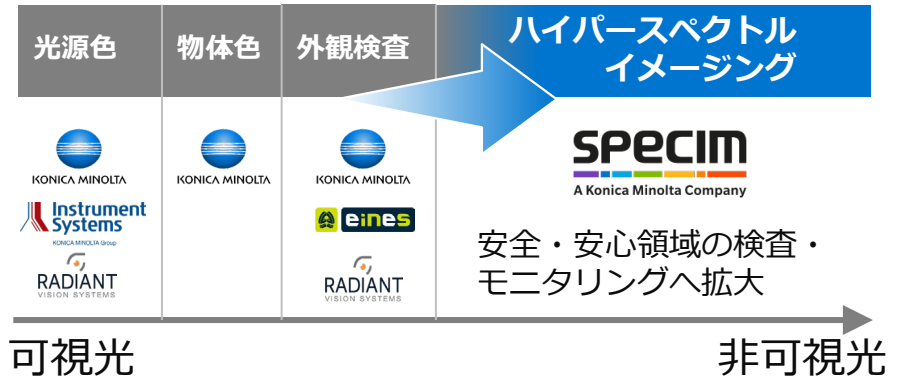 光源色
物体色
外観検査
ハイパースペクトル
イメージング
KONICA MINOLTA
Instrument
Systems
KONICA MINOLTA Group
RADIANT
VISION SYSTEMS
KONICA MINOLTA
KONICA MINOLTA
eines
RADIANT
VISION SYSTEMS
SPECIM
A Konica Minolta Company
安全・安心領域の検査・
モニタリングへ拡大
可視光
非可視光